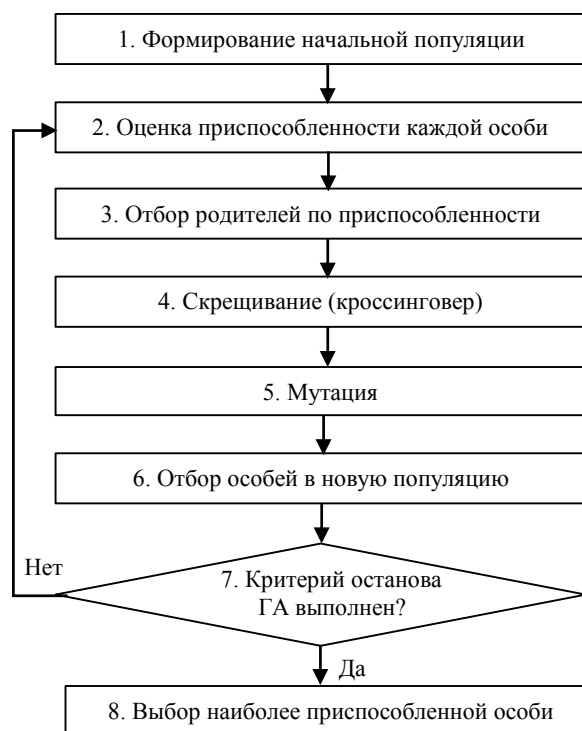 1. Формирование начальной популяции
2. Оценка приспособленности каждой особи
3. Отбор родителей по приспособленности
4. Скрещивание (кроссинговер)
5. Мутация
6. Отбор особей в новую популяцию
Нет
7. Критерий останова
ГА выполнен?
Да
8. Выбор наиболее приспособленной особи